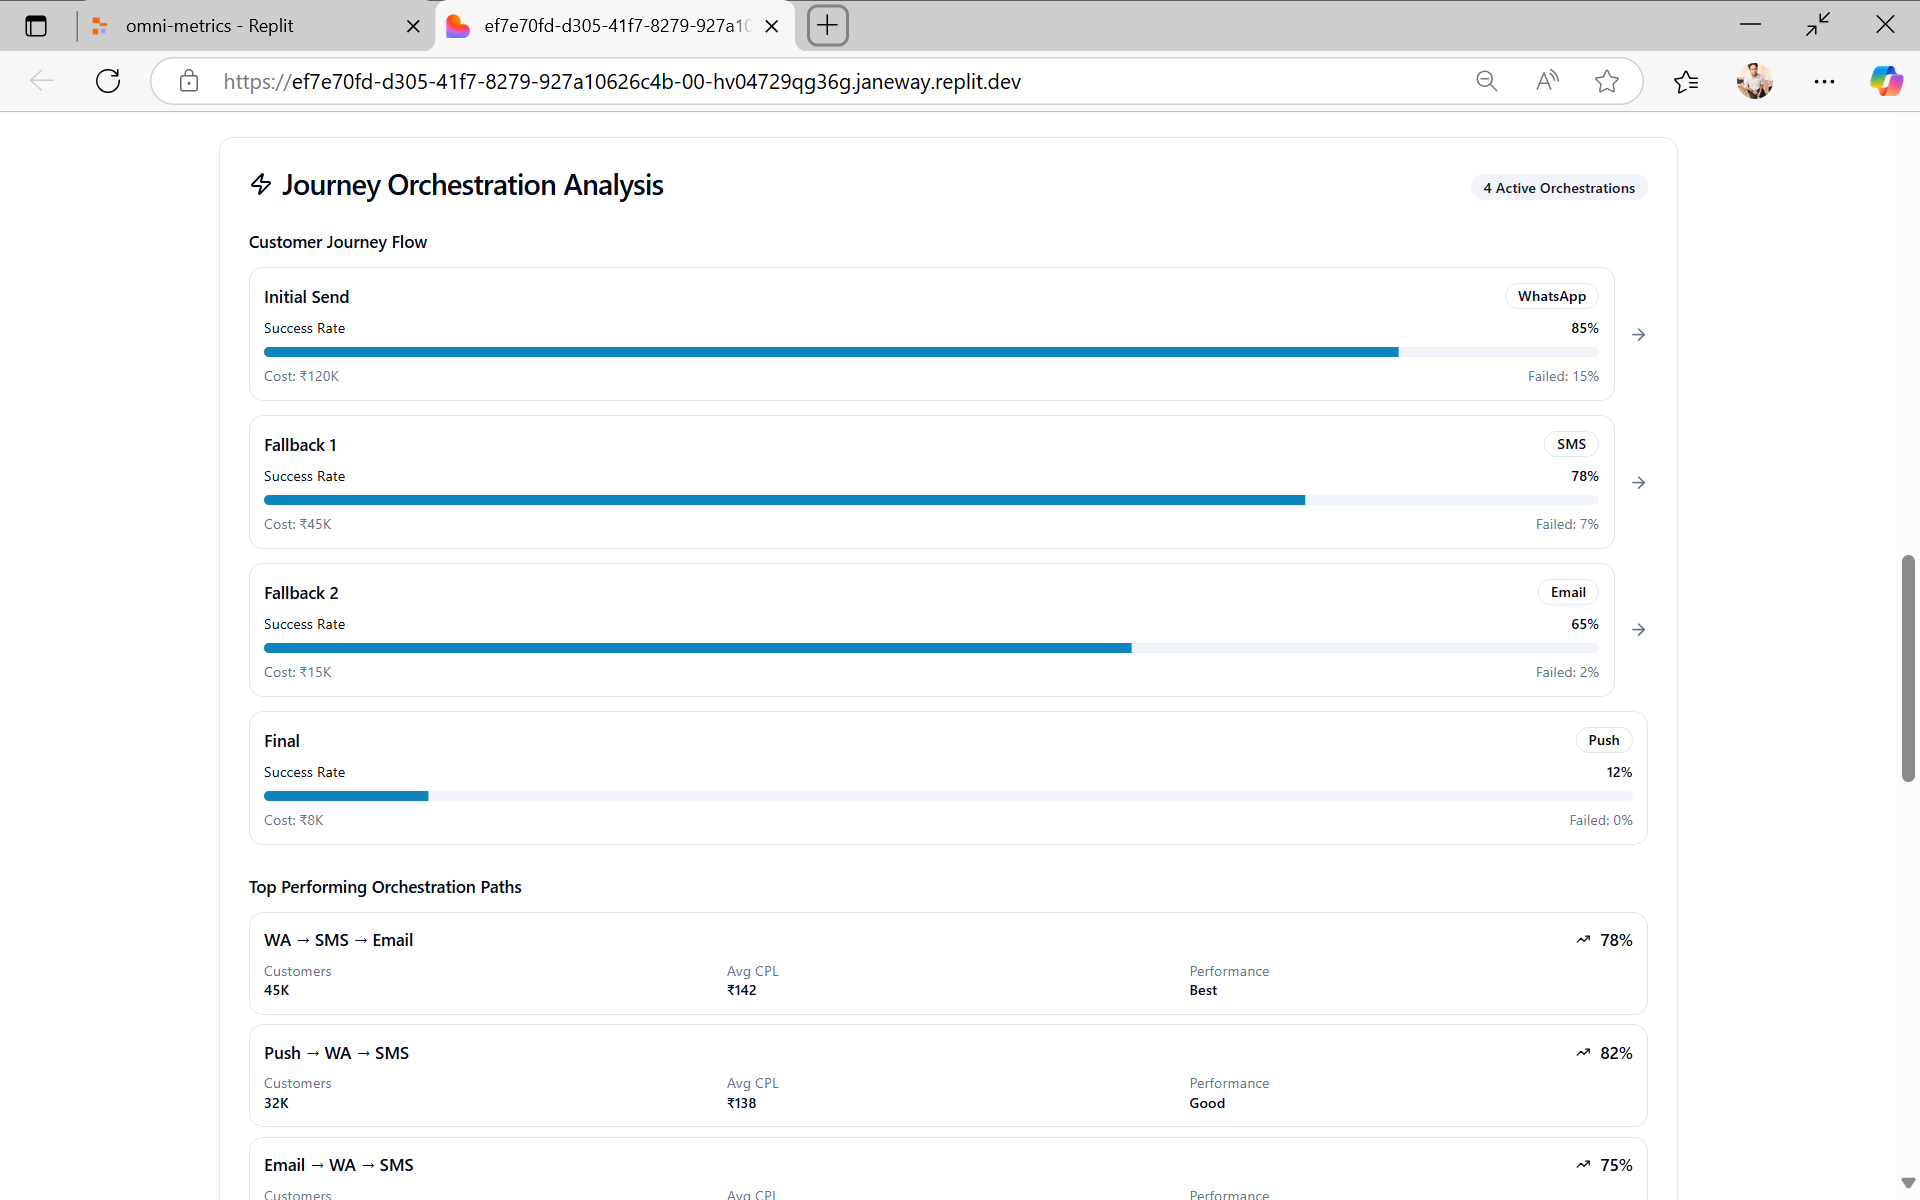 omni-metrics - Replit
ef7e70fd-d305-41f7-8279-927a10
https://ef7e70fd-d305-41f7-8279-927a10626c4b-00-hv04729qg36g.janeway.replit.dev
Journey Orchestration Analysis
4 Active Orchestrations
Customer Journey Flow
Initial Send
WhatsApp
Success Rate
85%
Cost: ₹120K
Failed: 15%
Fallback 1
SMS
Success Rate
78%
Cost: ₹45K
Failed: 7%
Fallback 2
Email
Success Rate
65%
Cost: ₹15K
Failed: 2%
Final
Push
Success Rate
12%
Cost: ₹8K
Failed: 0%
Top Performing Orchestration Paths
WA → SMS → Email
78%
Customers
Avg CPL
Performance
45K
₹142
Best
Push → WA → SMS
82%
Customers
Avg CPL
Performance
32K
₹138
Good
Email → WA → SMS
75%
Customers
Avg CPL
Performance